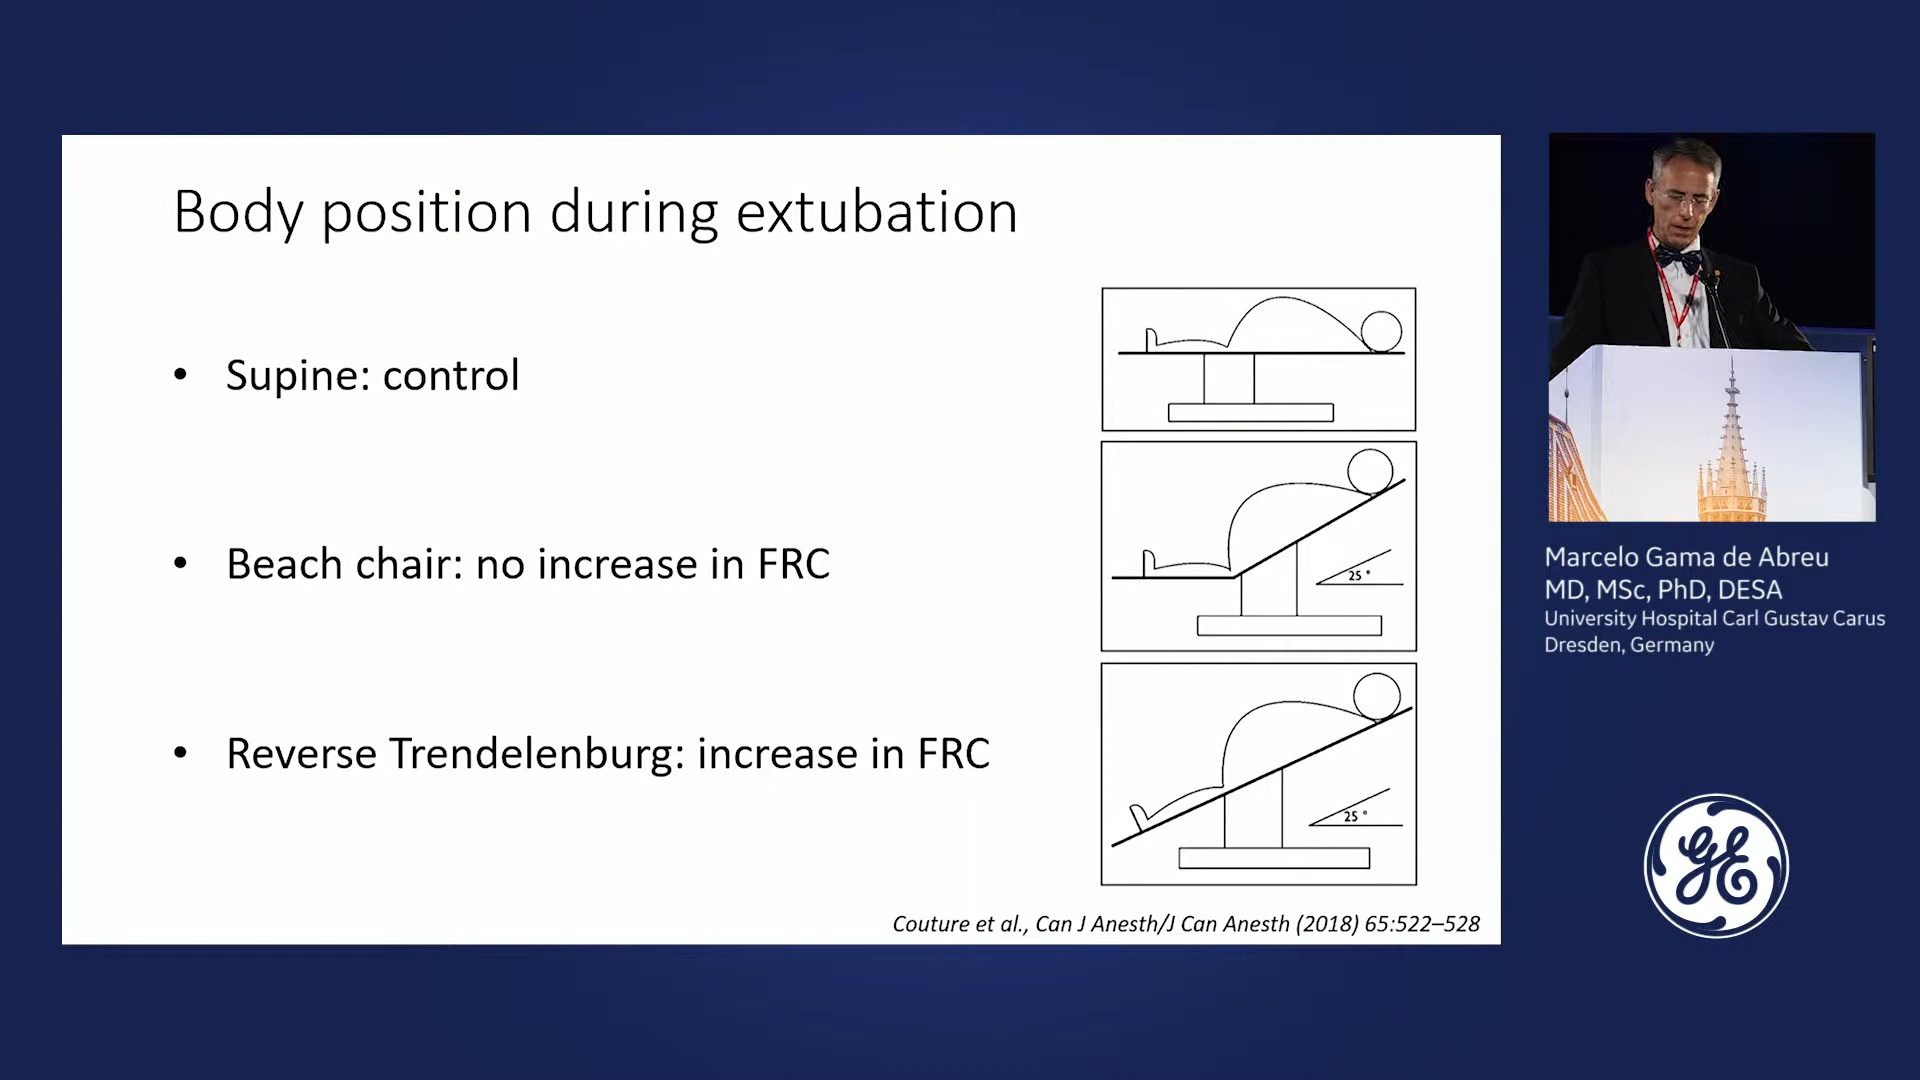 Body position during extubation
• Supine: control
• Beach chair: no increase in FRC
25 °
• Reverse Trendelenburg: increase in FRC
25 °
Couture et al., Can J Anesth/J Can Anesth (2018) 65:522–528
Marcelo Gama de Abreu
MD, MSc, PhD, DESA
University Hospital Carl Gustav Carus
Dresden, Germany
GE